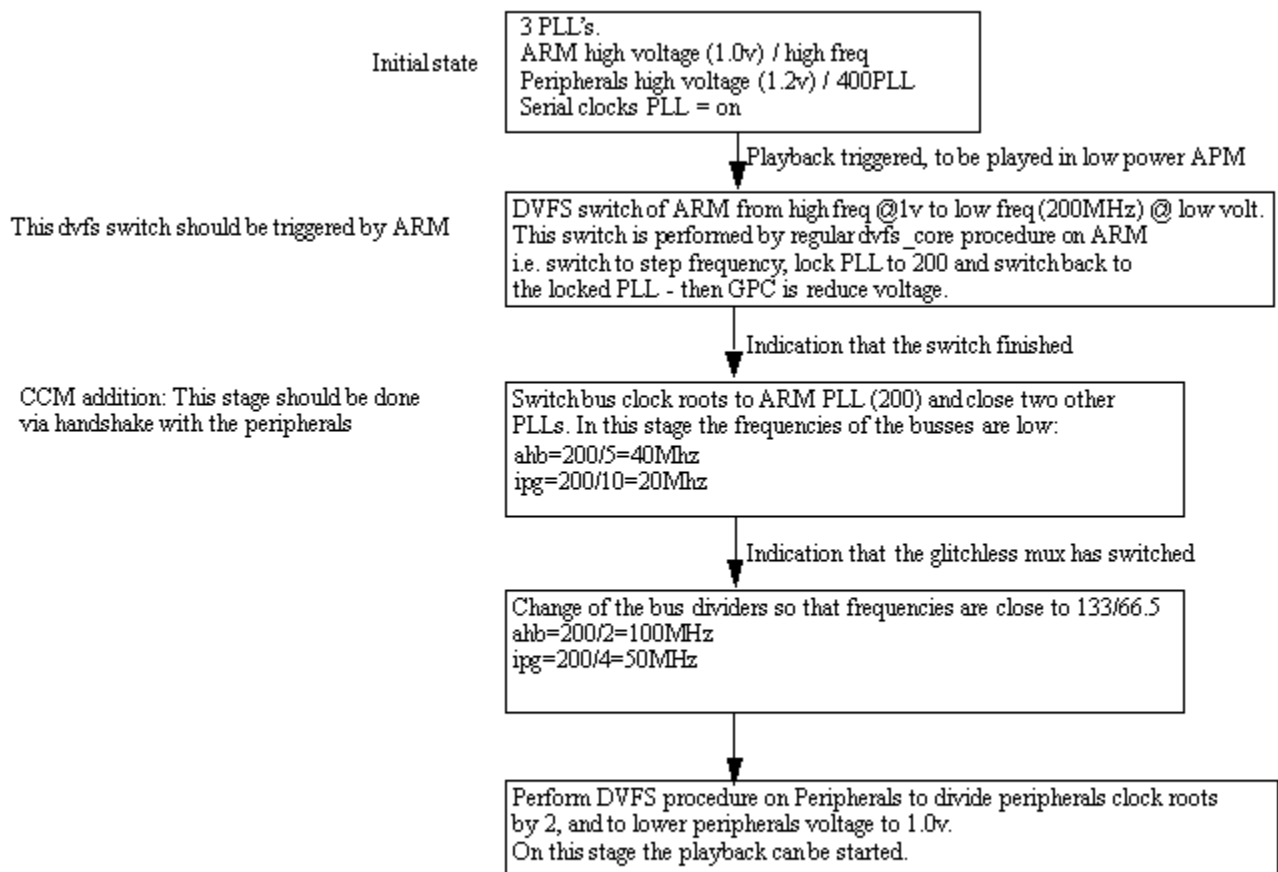 Initial state
3 PLL's.
ARM high voltage (1.0v) / high freq
Peripherals high voltage (1.2v) / 400PLL
Serial clocks PLL = on
Playback triggered, to be played in low power APM
This dvfs switch should be triggered by ARM
DVFS switch of ARM from high freq @1v to low freq (200MHz) @ low volt.
This switch is performed by regular dvfs_core procedure on ARM
i.e. switch to step frequency, lock PLL to 200 and switch back to
the locked PLL - then GPC is reduce voltage.
Indication that the switch finished
CCM addition: This stage should be done
via handshake with the peripherals
Switch bus clock roots to ARM PLL (200) and close two other
PLLs. In this stage the frequencies of the busses are low:
ahb=200/5=40Mhz
ipg=200/10=20Mhz
Indication that the glitchless mux has switched
Change of the bus dividers so that frequencies are close to 133/66.5
ahb=200/2=100MHz
ipg=200/4=50MHz
Perform DVFS procedure on Peripherals to divide peripherals clock roots
by 2, and to lower peripherals voltage to 1.0v.
On this stage the playback can be started.